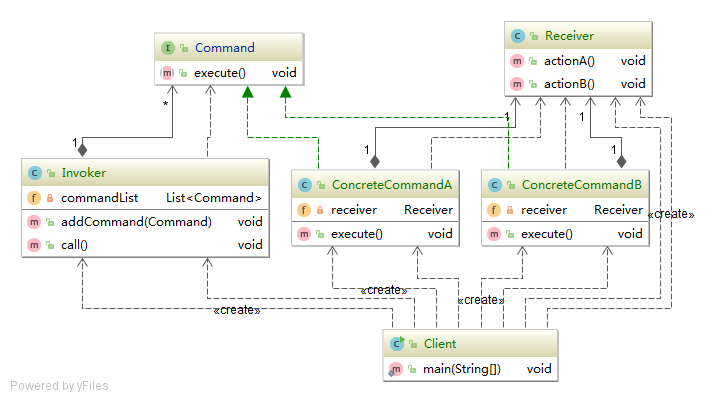 I Command
m execute() void
C Receiver
m actionA() void
m actionB() void
* 1 1
1 1 1
C Invoker
f commandList List<Command>
m addCommand(Command) void
m call() void
C ConcreteCommandA
f receiver Receiver
m execute() void
C ConcreteCommandB
f receiver Receiver
m execute() void
«create»
«create» «create»
«create»
C Client
m main(String[]) void
Powered by yFiles